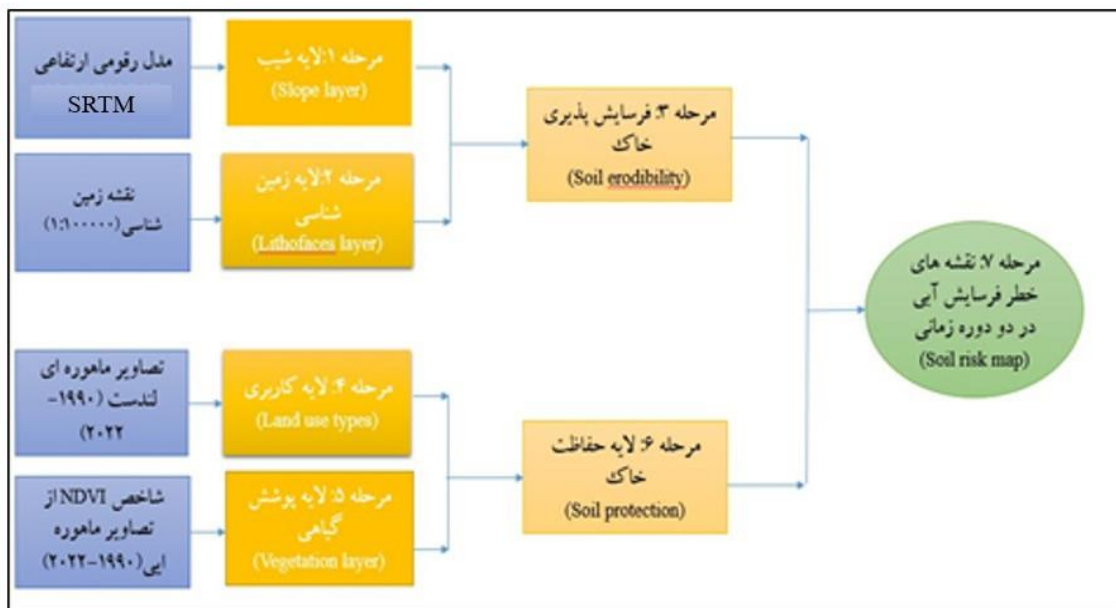 مدل رقومی ارتفاعی
SRTM
مرحله ۱:لایه شیب
(Slope layer)
نقشه زمین
شناسی(۱:۱۰۰۰۰۰)
مرحله ۲:لایه زمین
شناسی
(Lithofaces layer)
مرحله ۳: فرسایش پذیری
خاک
(Soil erodibility)
تصاویر ماهوره ای
لندست (۱۹۹۰-
۲۰۲۲)
مرحله ۴: لایه کاربری
(Land use types)
شاخص NDVI از
تصاویر ماهوره
ایی(۱۹۹۰-۲۰۲۲)
مرحله ۵: لایه پوشش
گیاهی
(Vegetation layer)
مرحله ۶: لایه حفاظت
خاک
(Soil protection)
مرحله ۷: نقشه های
خطر فرسایش آبی
در دو دوره زمانی
(Soil risk map)